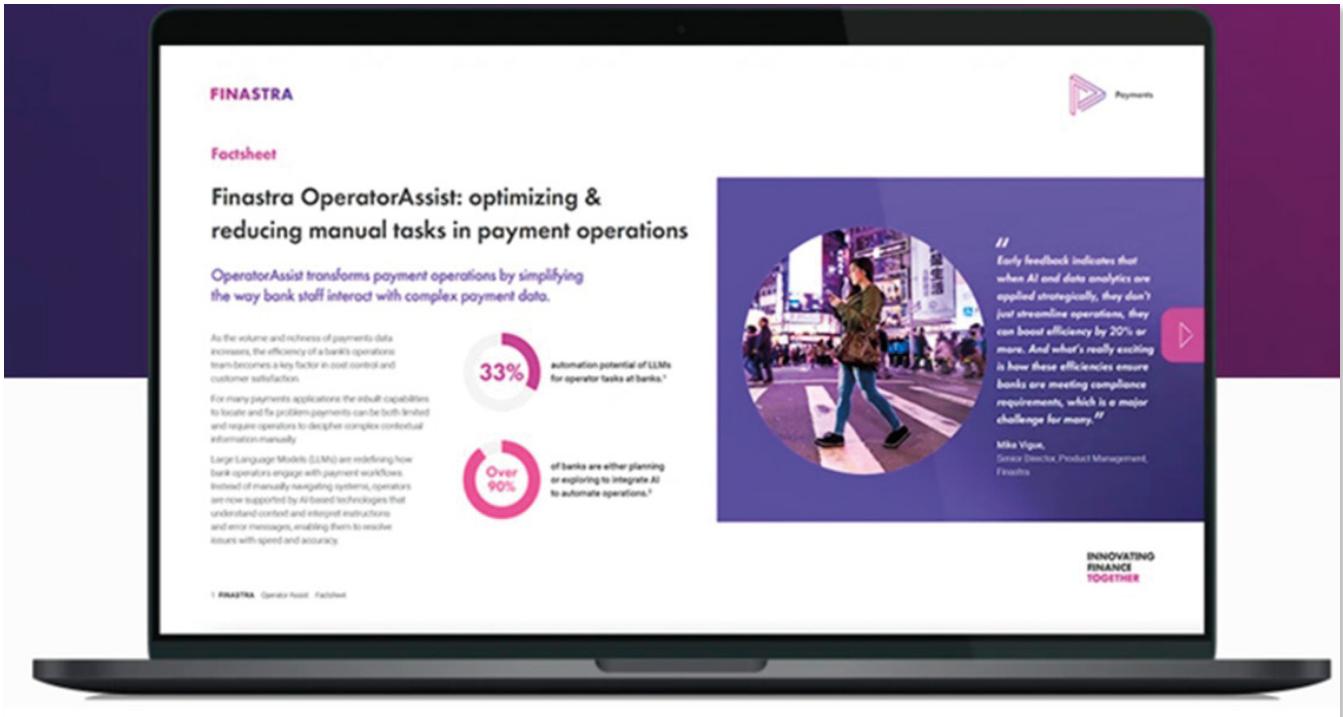 FINASTRA
Payments
Factsheet
Finastra OperatorAssist: optimizing &
reducing manual tasks in payment operations
OperatorAssist transforms payment operations by simplifying
the way bank staff interact with complex payment data.
As the volume and richness of payments data
increases, the efficiency of a bank's operations
team becomes a key factor in cost control and
customer satisfaction.
For many payments applications the inbuilt capabilities
to locate and fix problem payments can be both limited
and require operators to decipher complex contextual
information manually.
Large Language Models (LLMs) are redefining how
bank operators engage with payment workflows.
Instead of manually navigating systems, operators
are now supported by AI-based technologies that
understand context and interpret instructions
and error messages, enabling them to resolve
issues with speed and accuracy.
33%
automation potential of LLMs
for operator tasks at banks.¹
Over
90%
of banks are either planning
or exploring to integrate AI
to automate operations.²
"
Early feedback indicates that
when AI and data analytics are
applied strategically, they don't
just streamline operations, they
can boost efficiency by 20% or
more. And what's really exciting
is how these efficiencies ensure
banks are meeting compliance
requirements, which is a major
challenge for many."
Mike Vigue,
Senior Director, Product Management,
Finastra
INNOVATING
FINANCE
TOGETHER
1 FINASTRA Operator Assist Factsheet